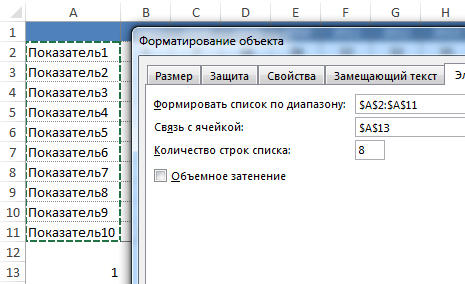 A B C D E F G H
1
2 Показатель1
3 Показатель2
4 Показатель3
5 Показатель4
6 Показатель5
7 Показатель6
8 Показатель7
9 Показатель8
10 Показатель9
11 Показатель10
12
13 1
Форматирование объекта
Размер Защита Свойства Замещающий текст Эл
Формировать список по диапазону: $A$2:$A$11
Связь с ячейкой: $A$13
Количество строк списка: 8
Объемное затенение